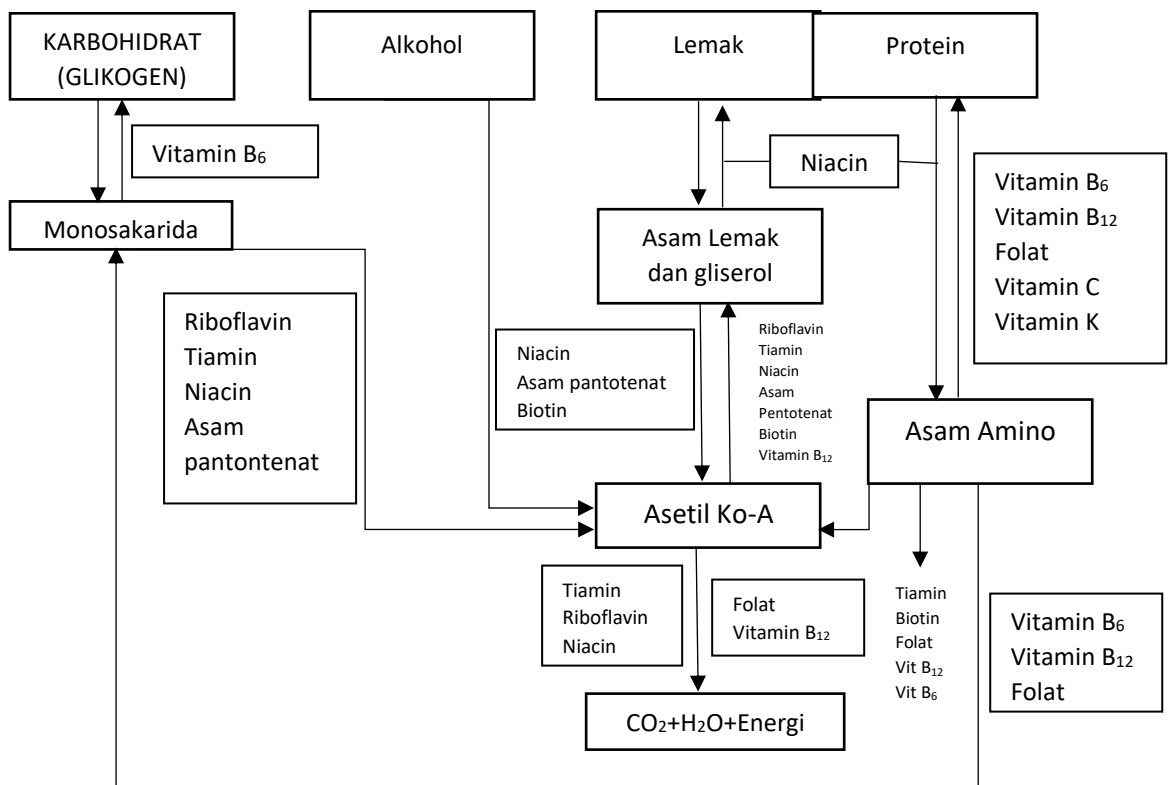 KARBOHIDRAT
(GLIKOGEN)
Alkohol
Lemak
Protein
Vitamin B₆
Niacin
Vitamin B₆
Vitamin B₁₂
Folat
Vitamin C
Vitamin K
Monosakarida
Asam Lemak
dan gliserol
Riboflavin
Tiamin
Niacin
Asam
pantontenat
Niacin
Asam pantotenat
Biotin
Riboflavin
Tiamin
Niacin
Asam
Pentotenat
Biotin
Vitamin B₁₂
Asam Amino
Asetil Ko-A
Tiamin
Riboflavin
Niacin
Folat
Vitamin B₁₂
Tiamin
Biotin
Folat
Vit B₁₂
Vit B₆
Vitamin B₆
Vitamin B₁₂
Folat
CO₂+H₂O+Energi